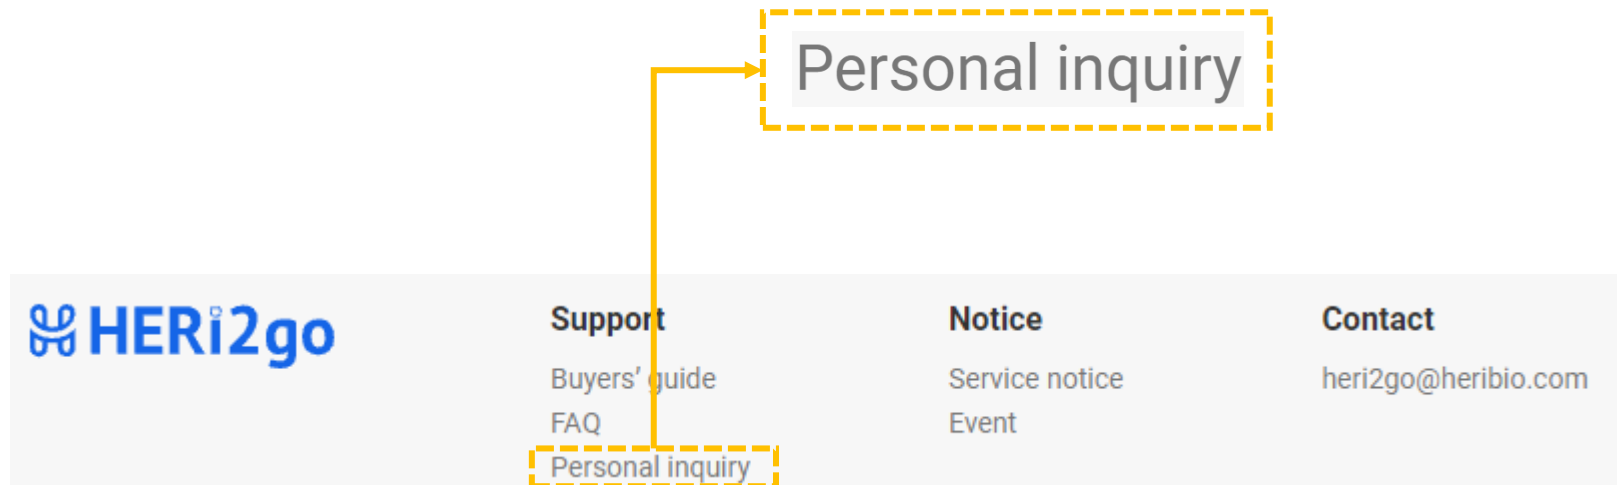 Personal inquiry
HERi2go
Support
Buyers' guide
FAQ
Personal inquiry
Notice
Service notice
Event
Contact
heri2go@heribio.com